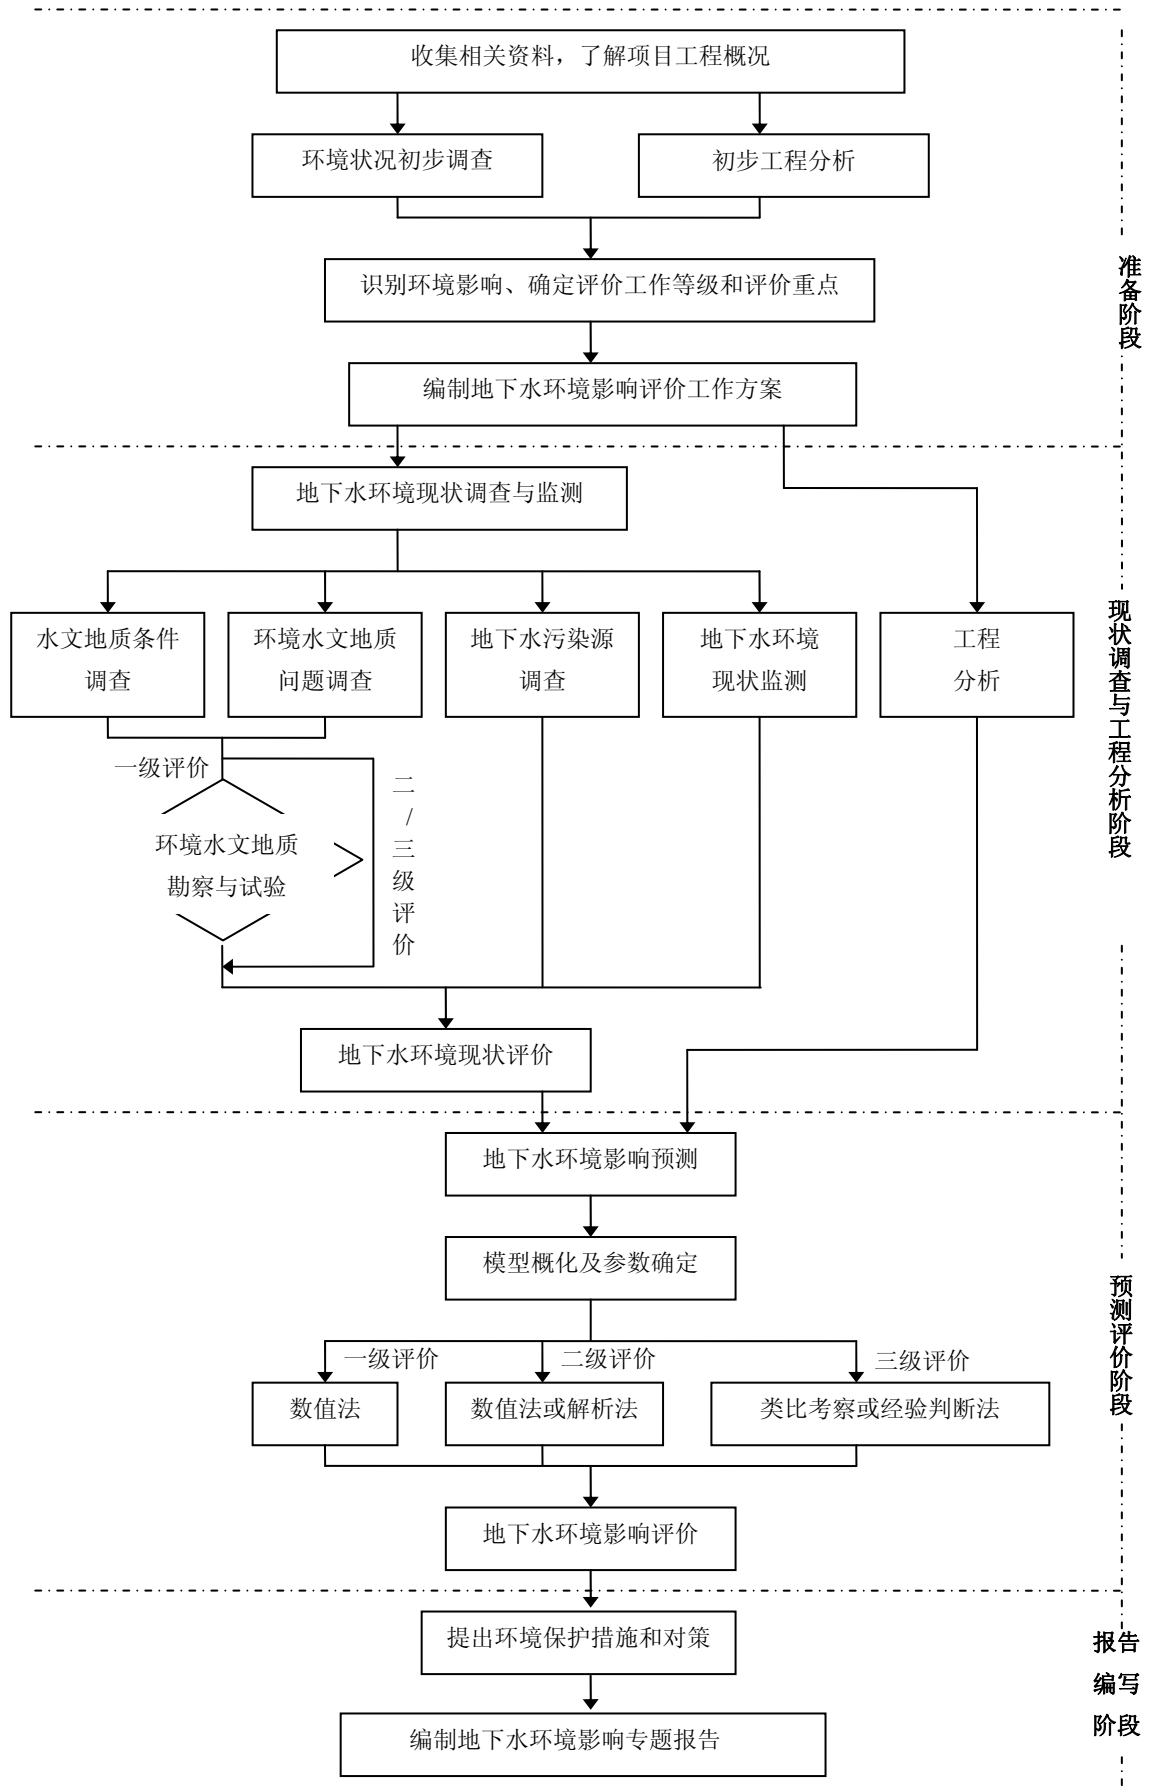 收集相关资料，了解项目工程概况
环境状况初步调查
初步工程分析
识别环境影响、确定评价工作等级和评价重点
编制地下水环境影响评价工作方案
准备阶段
地下水环境现状调查与监测
水文地质条件
调查
环境水文地质
问题调查
地下水污染源
调查
地下水环境
现状监测
工程
分析
一级评价
二/三级评价
环境水文地质
勘察与试验
地下水环境现状评价
现状调查与工程分析阶段
地下水环境影响预测
模型概化及参数确定
一级评价
二级评价
三级评价
数值法
数值法或解析法
类比考察或经验判断法
地下水环境影响评价
预测评价阶段
提出环境保护措施和对策
编制地下水环境影响专题报告
报告
编写
阶段